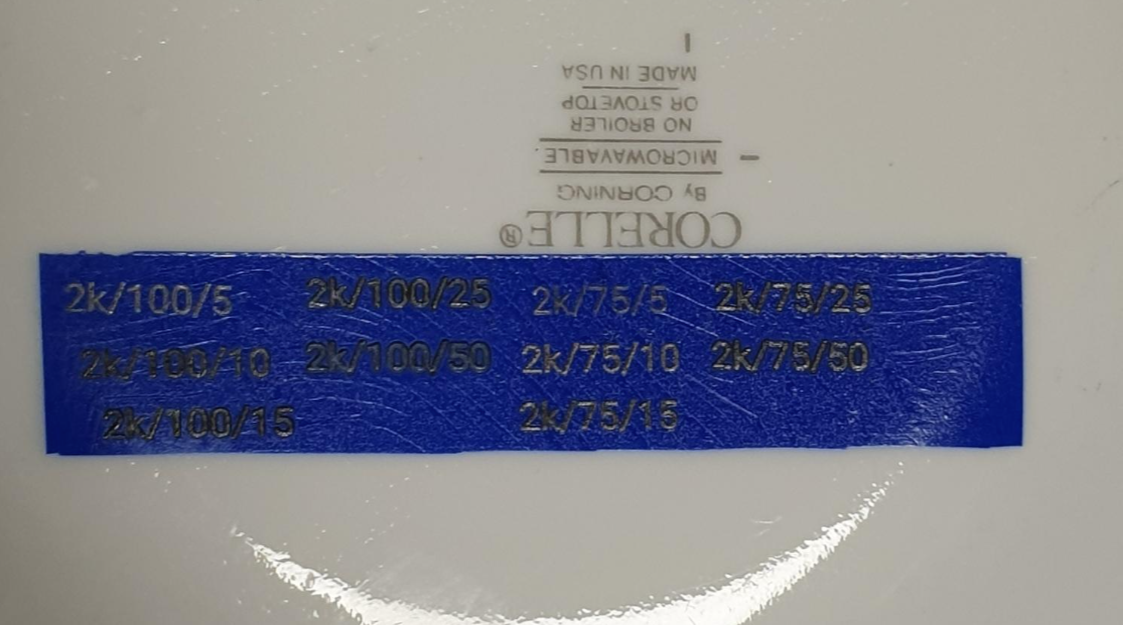 2k/100/5 2k/100/25 2k/75/5 2k/75/25
2k/100/10 2k/100/50 2k/75/10 2k/75/50
2k/100/15 2k/75/15
CORELLE®
By CORNING
MICROWAVABLE
NO BROILER
OR STOVETOP
MADE IN USA